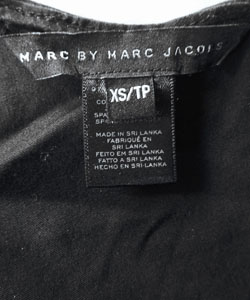 MARC BY MARC JACOBS
XS/TP
MADE IN SRI LANKA
FABRIQUÉ EN
SRI LANKA
FEITO EM SRI LANKA
FATTO A SRI LANKA
HECHO EN SRI LANKA